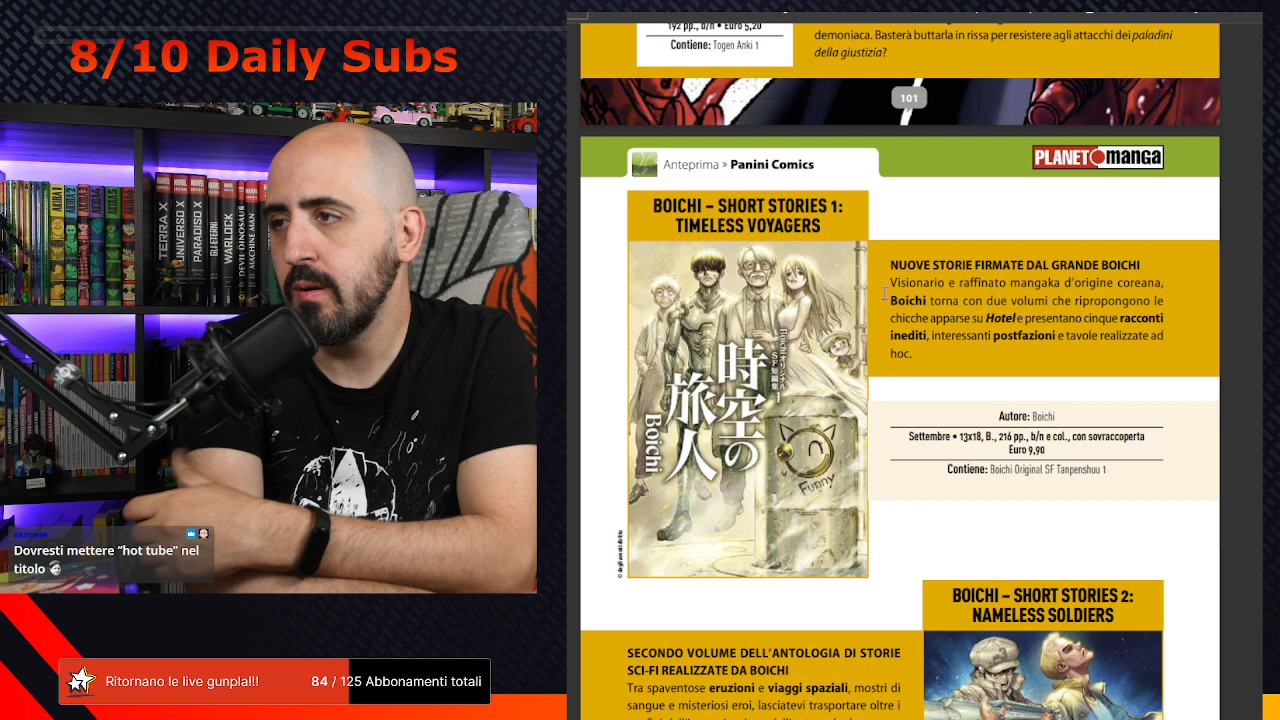 8/10 Daily Subs
TERRA X
UNIVERSO X
PARADISO X
GLI ETERNI
WARLOCK
DEVIL DINOSAUR
MACHINE MAN
Dovresti mettere “hot tube” nel
titolo
Ritornano le live gunpla!!!
84 / 125 Abbonamenti totali
192 pp., b/n • Euro 5,20
Contiene: Togen Anki 1
demoniaca. Basterà buttarla in rissa per resistere agli attacchi dei paladini
della giustizia?
101
Anteprima » Panini Comics
PLANET manga
BOICHI – SHORT STORIES 1:
TIMELESS VOYAGERS
時空の
旅人
Boichi
Funny
© degli aventi diritto
NUOVE STORIE FIRMATE DAL GRANDE BOICHI
Visionario e raffinato mangaka d’origine coreana,
Boichi torna con due volumi che ripropongono le
chicche apparse su Hotel e presentano cinque racconti
inediti, interessanti postfazioni e tavole realizzate ad
hoc.
Autore: Boichi
Settembre • 13x18, B., 216 pp., b/n e col., con sovraccoperta
Euro 9,90
Contiene: Boichi Original SF Tanpenshuu 1
BOICHI – SHORT STORIES 2:
NAMELESS SOLDIERS
SECONDO VOLUME DELL’ANTOLOGIA DI STORIE
SCI-FI REALIZZATE DA BOICHI
Tra spaventose eruzioni e viaggi spaziali, mostri di
sangue e misteriosi eroi, lasciatevi trasportare oltre i